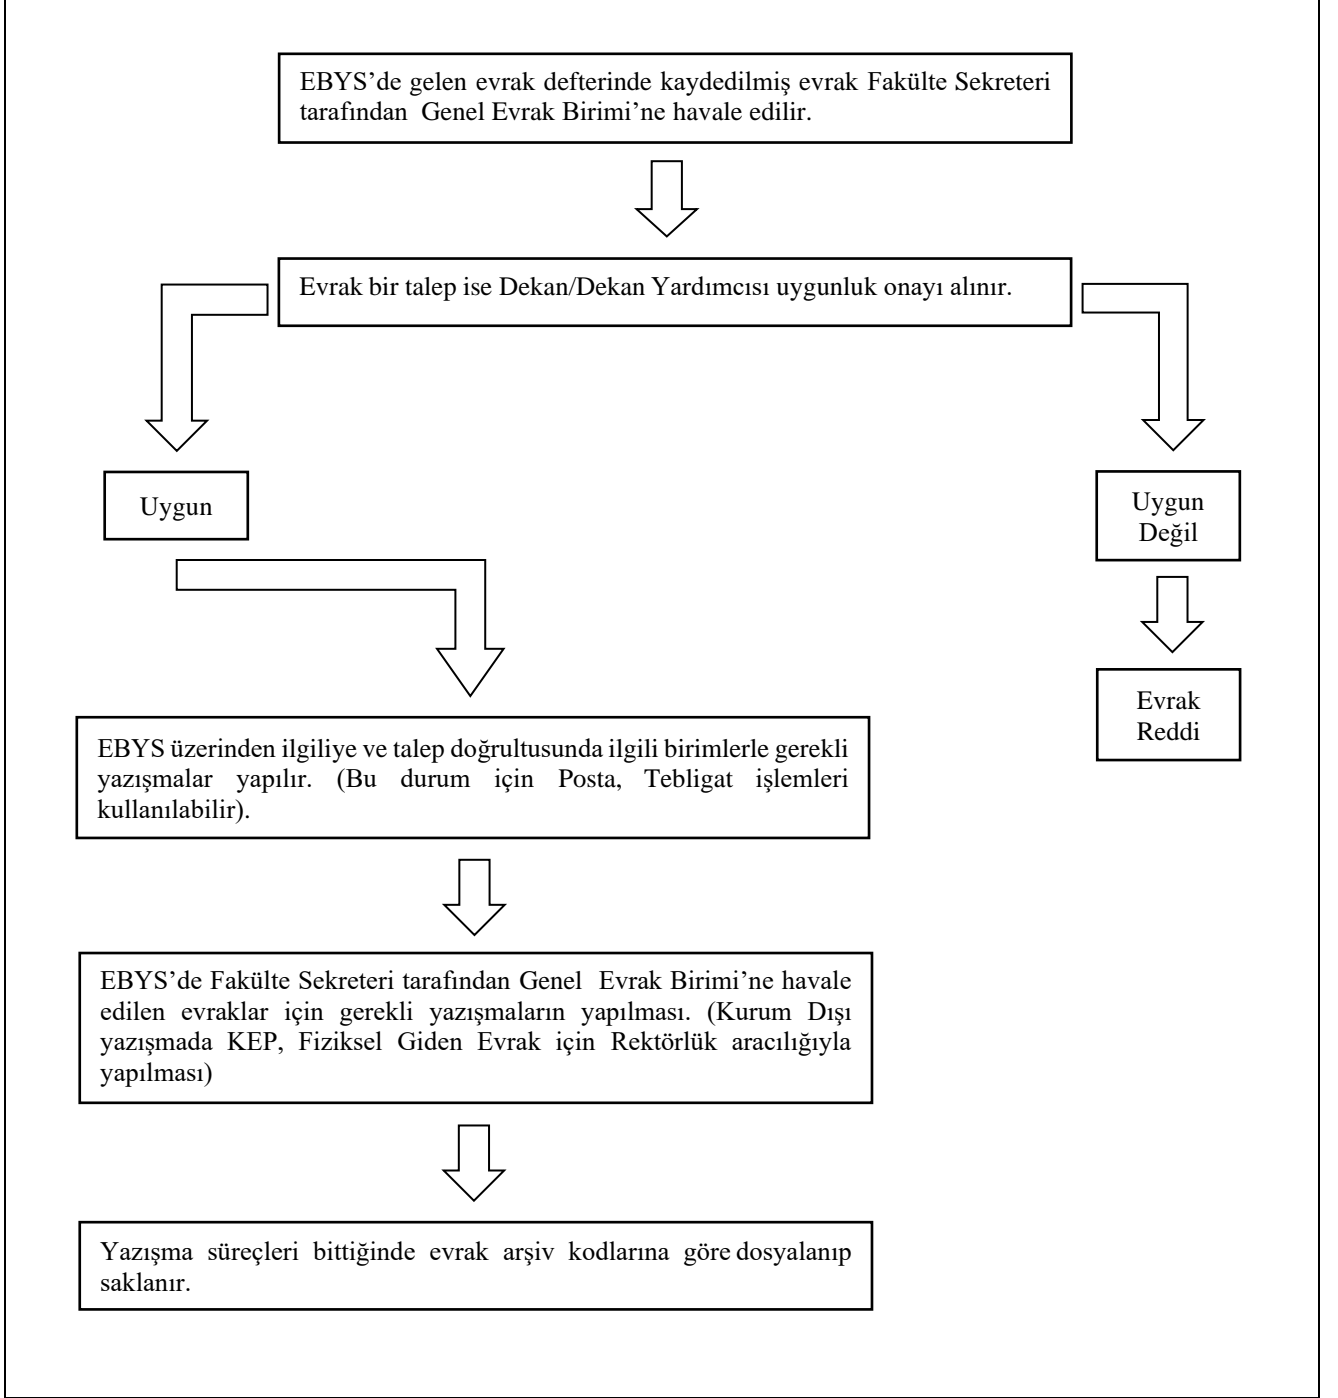 EBYS’de gelen evrak defterinde kaydedilmiş evrak Fakülte Sekreteri
tarafından Genel Evrak Birimi’ne havale edilir.
Evrak bir talep ise Dekan/Dekan Yardımcısı uygunluk onayı alınır.
Uygun
Uygun
Değil
Evrak
Reddi
EBYS üzerinden ilgiliye ve talep doğrultusunda ilgili birimlerle gerekli
yazışmalar yapılır. (Bu durum için Posta, Tebligat işlemleri
kullanılabilir).
EBYS’de Fakülte Sekreteri tarafından Genel Evrak Birimi’ne havale
edilen evraklar için gerekli yazışmaların yapılması. (Kurum Dışı
yazışmada KEP, Fiziksel Giden Evrak için Rektörlük aracılığıyla
yapılması)
Yazışma süreçleri bittiğinde evrak arşiv kodlarına göre dosyalanıp
saklanır.